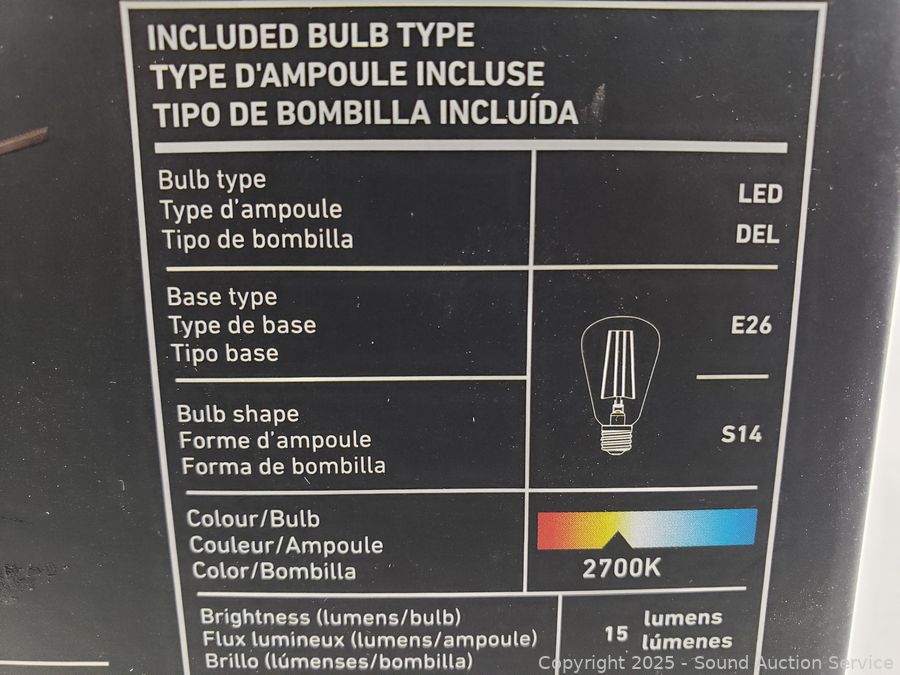 INCLUDED BULB TYPE
TYPE D'AMPOULE INCLUSE
TIPO DE BOMBILLA INCLUÍDA
Bulb type
Type d'ampoule
Tipo de bombilla
LED
DEL
Base type
Type de base
Tipo base
E26
Bulb shape
Forme d'ampoule
Forma de bombilla
S14
Colour/Bulb
Couleur/Ampoule
Color/Bombilla
2700K
Brightness (lumens/bulb)
Flux lumineux (lumens/ampoule)
Brillo (lúmenses/bombilla)
15 lumens
lúmenes
Copyright 2025 - Sound Auction Service